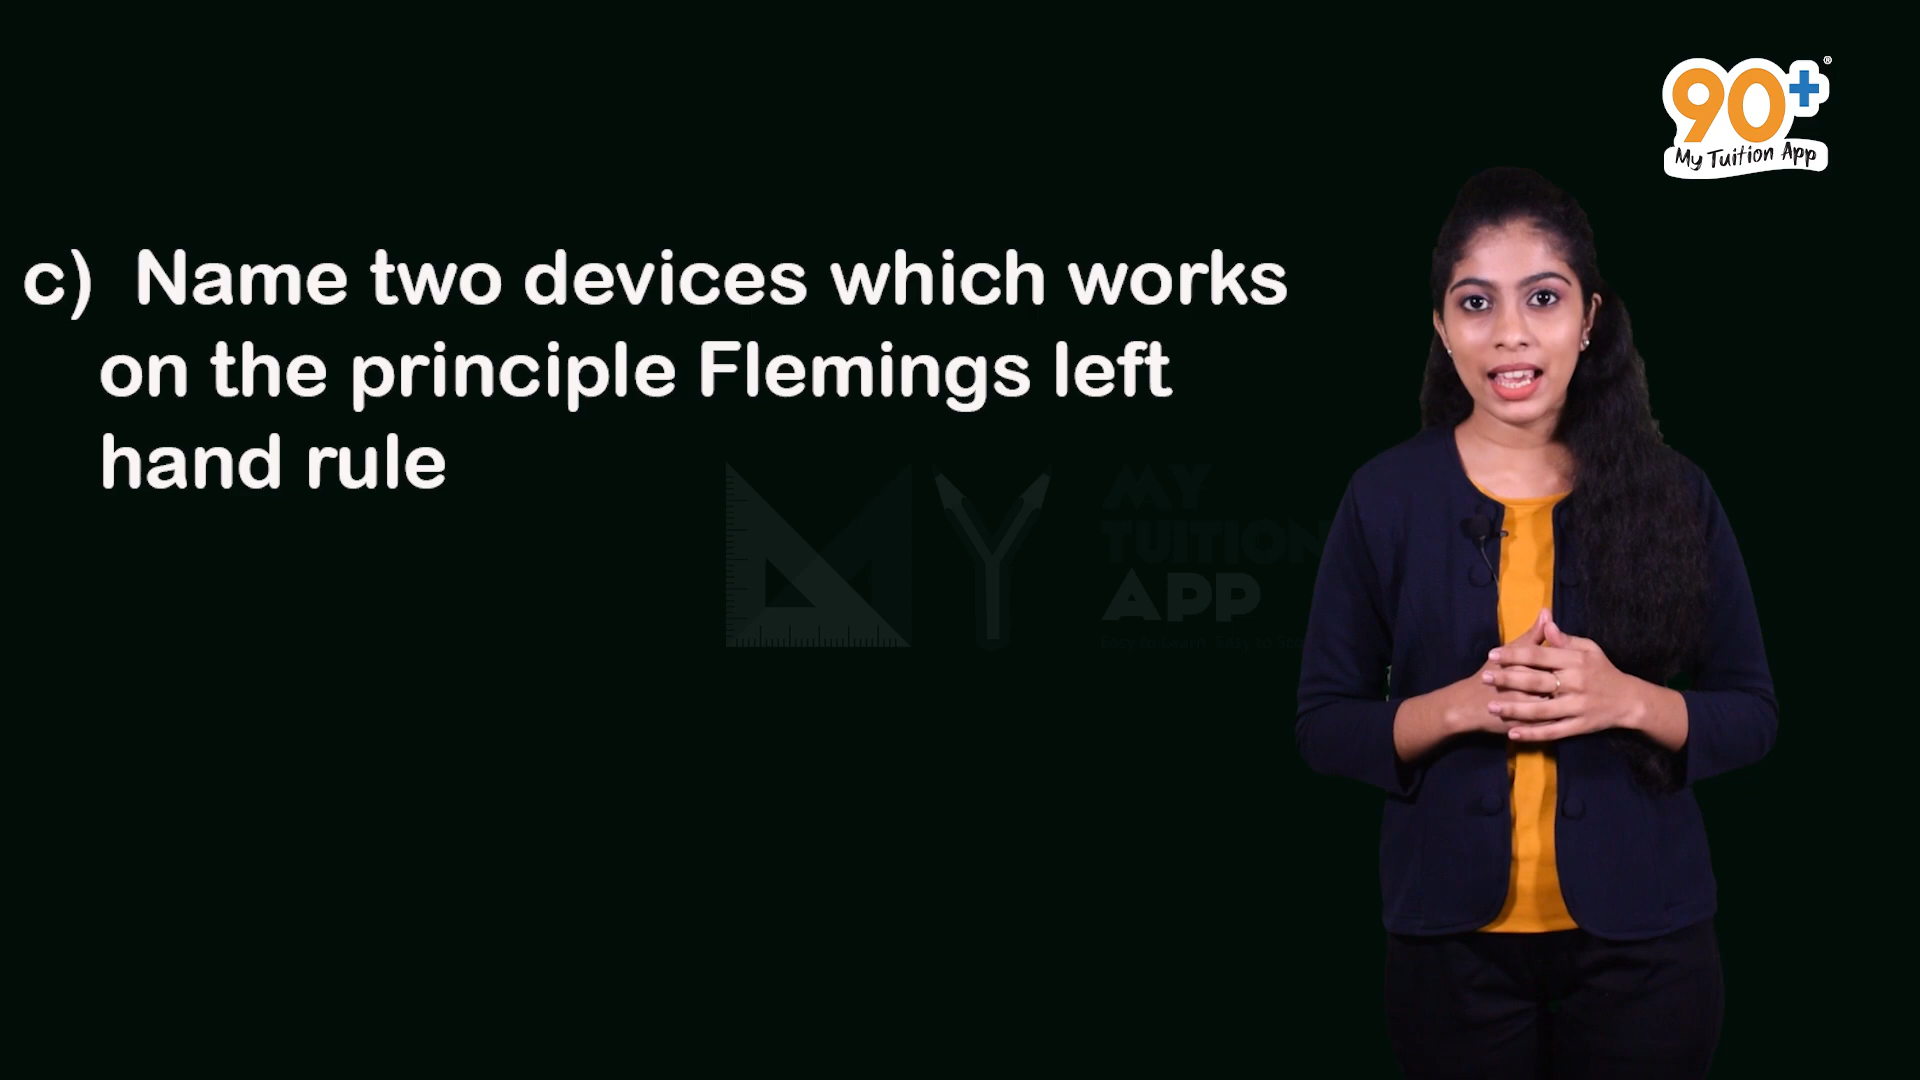 90+®
My Tuition App
c) Name two devices which works
on the principle Flemings left
hand rule
MY
TUITION
APP